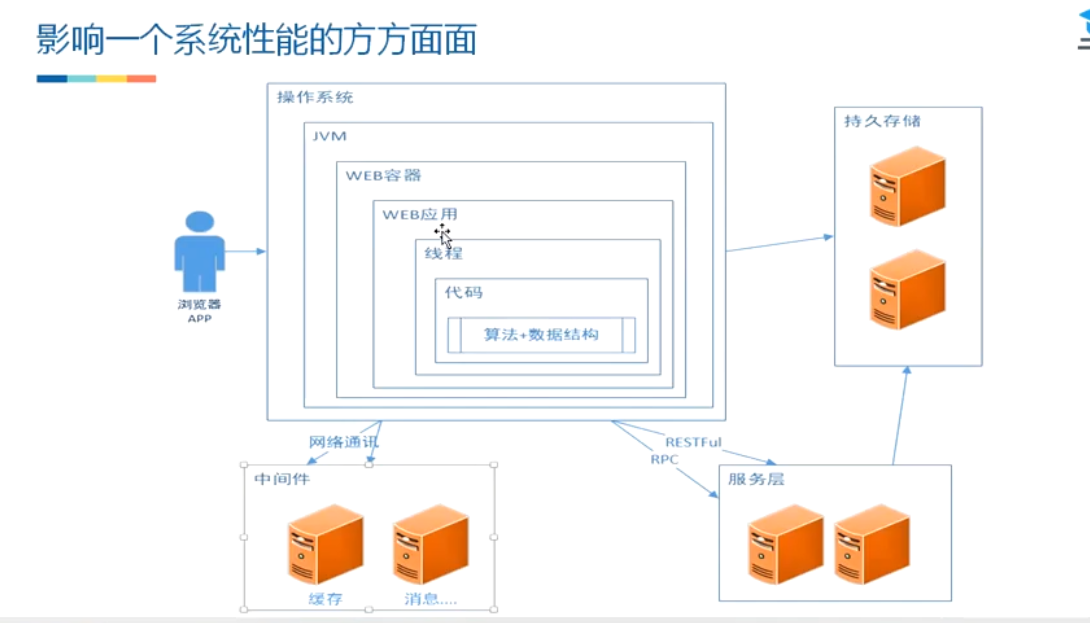 影响一个系统性能的方方面面
操作系统
JVM
WEB容器
WEB应用
线程
代码
算法+数据结构
浏览器
APP
持久存储
网络通讯
RESTFul
RPC
中间件
缓存
消息....
服务层